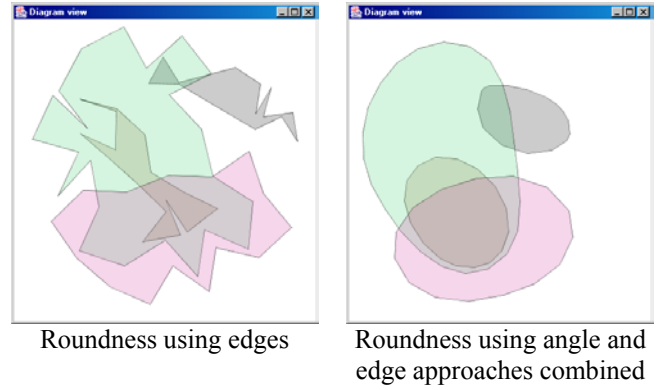 Diagram view
Diagram view
Roundness using edges
Roundness using angle and
edge approaches combined